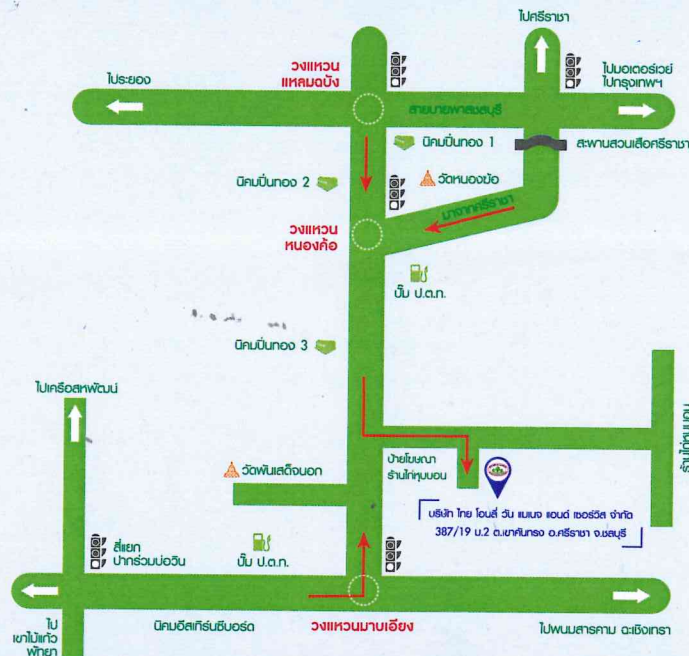 ไปศรีราชา
วงแหวน
แหลมฉบัง
ไประยอง
ไปมอเตอร์เวย์
ไปกรุงเทพฯ
สายบายพาสชลบุรี
นิคมปิ่นทอง 1
สะพานสวนเสือศรีราชา
นิคมปิ่นทอง 2
วัดหนองข้อ
มาจากศรีราชา
วงแหวน
หนองค้อ
ปั๊ม ป.ต.ท.
นิคมปิ่นทอง 3
ไปเครือสหพัฒน์
ร้านไก่หุบบอน
ป้ายโฆษณา
ร้านไก่หุบบอน
วัดพันเสด็จนอก
บริษัท ไทย โอนลี่ วัน แมเนจ แอนด์ เซอร์วิส จำกัด
387/19 ม.2 ต.เขาคันทรง อ.ศรีราชา จ.ชลบุรี
สี่แยก
ปากร่วมบ่อวิน
ปั๊ม ป.ต.ท.
ไป
เขาไม้แก้ว
พัทยา
นิคมอีสเทิร์นซีบอร์ด
วงแหวนมาบเอียง
ไปพนมสารคาม ฉะเชิงเทรา